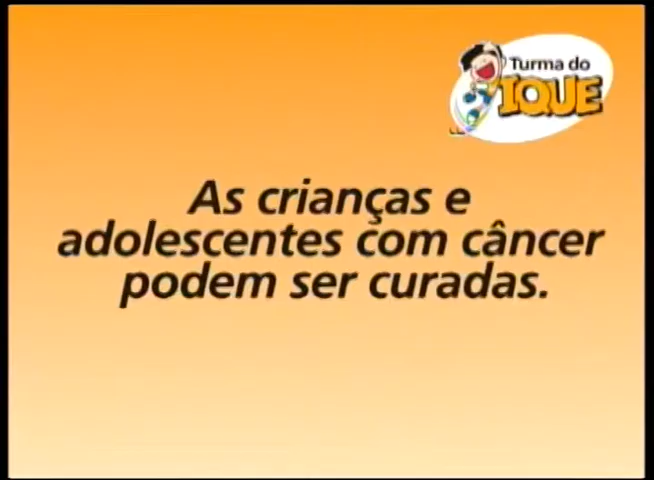 Turma do
IQUE
As crianças e
adolescentes com câncer
podem ser curadas.